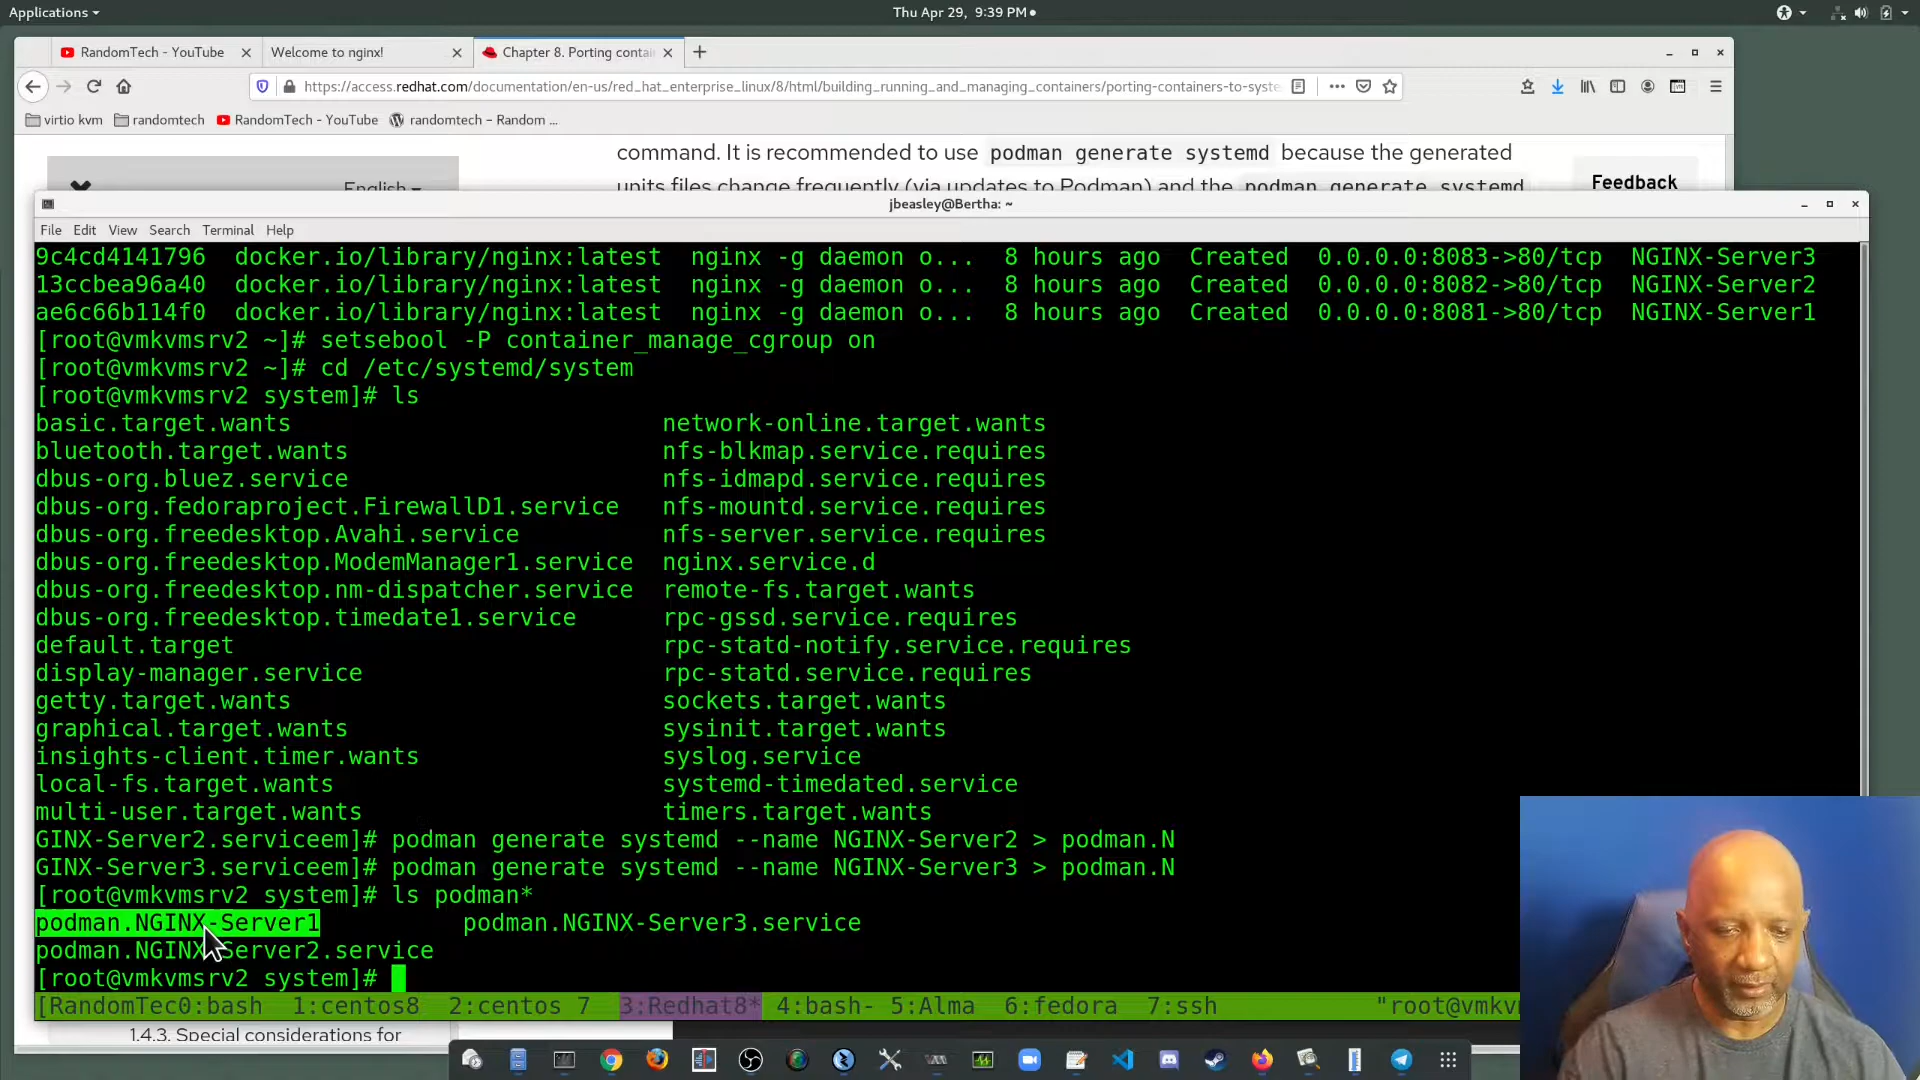 Applications
Thu Apr 29, 9:39 PM
RandomTech - YouTube
Welcome to nginx!
Chapter 8. Porting contai
https://access.redhat.com/documentation/en-us/red_hat_enterprise_linux/8/html/building_running_and_managing_containers/porting-containers-to-syste
virtio kvm
randomtech
RandomTech - YouTube
randomtech – Random ...
English
command. It is recommended to use podman generate systemd because the generated
units files change frequently (via updates to Podman) and the podman generate systemd
Feedback
jbeasley@Bertha: ~
File Edit View Search Terminal Help
9c4cd4141796 docker.io/library/nginx:latest nginx -g daemon o... 8 hours ago Created 0.0.0.0:8083->80/tcp NGINX-Server3
13ccbea96a40 docker.io/library/nginx:latest nginx -g daemon o... 8 hours ago Created 0.0.0.0:8082->80/tcp NGINX-Server2
ae6c66b114f0 docker.io/library/nginx:latest nginx -g daemon o... 8 hours ago Created 0.0.0.0:8081->80/tcp NGINX-Server1
[root@vmkvmsrv2 ~]# setsebool -P container_manage_cgroup on
[root@vmkvmsrv2 ~]# cd /etc/systemd/system
[root@vmkvmsrv2 system]# ls
basic.target.wants network-online.target.wants
bluetooth.target.wants nfs-blkmap.service.requires
dbus-org.bluez.service nfs-idmapd.service.requires
dbus-org.fedoraproject.FirewallD1.service nfs-mountd.service.requires
dbus-org.freedesktop.Avahi.service nfs-server.service.requires
dbus-org.freedesktop.ModemManager1.service nginx.service.d
dbus-org.freedesktop.nm-dispatcher.service remote-fs.target.wants
dbus-org.freedesktop.timedate1.service rpc-gssd.service.requires
default.target rpc-statd-notify.service.requires
display-manager.service rpc-statd.service.requires
getty.target.wants sockets.target.wants
graphical.target.wants sysinit.target.wants
insights-client.timer.wants syslog.service
local-fs.target.wants systemd-timedated.service
multi-user.target.wants timers.target.wants
GINX-Server2.serviceem]# podman generate systemd --name NGINX-Server2 > podman.N
GINX-Server3.serviceem]# podman generate systemd --name NGINX-Server3 > podman.N
[root@vmkvmsrv2 system]# ls podman*
podman.NGINX-Server1 podman.NGINX-Server3.service
podman.NGINX-Server2.service
[root@vmkvmsrv2 system]#
[RandomTec0:bash 1:centos8 2:centos 7 3:Redhat8* 4:bash- 5:Alma 6:fedora 7:ssh "root@vmkv
1.4.3. Special considerations for